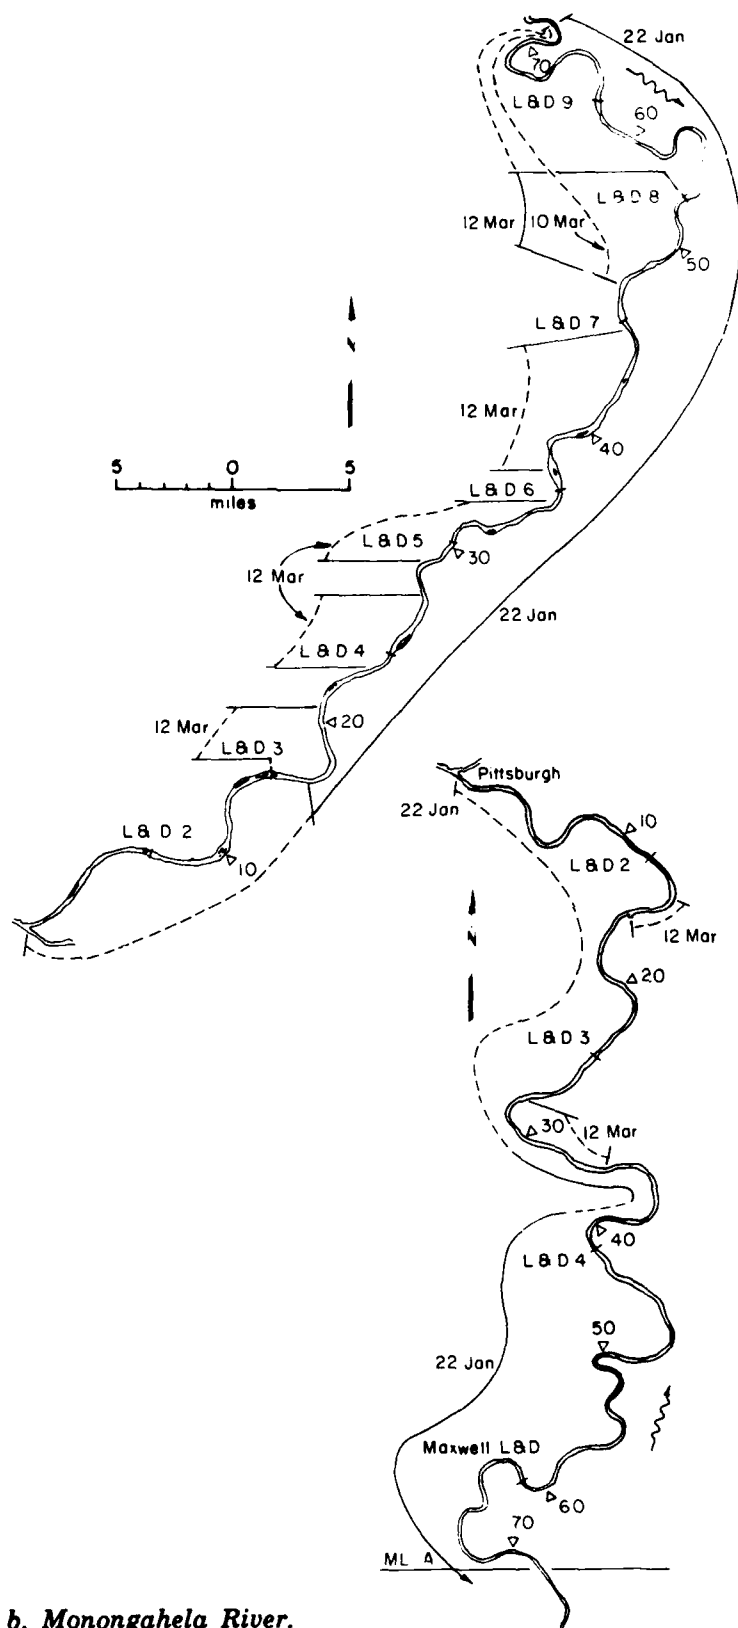 22 Jan
70
L&D 9
60
L&D 8
12 Mar 10 Mar
50
L&D 7
12 Mar
40
5 0 5
miles
L&D 6
L&D 5
30
12 Mar
22 Jan
L&D 4
20
12 Mar
L&D 3
L&D 2
10
Pittsburgh
22 Jan
10
L&D 2
12 Mar
20
L&D 3
30
12 Mar
40
L&D 4
50
22 Jan
Maxwell L&D
60
70
ML A
b. Monongahela River.